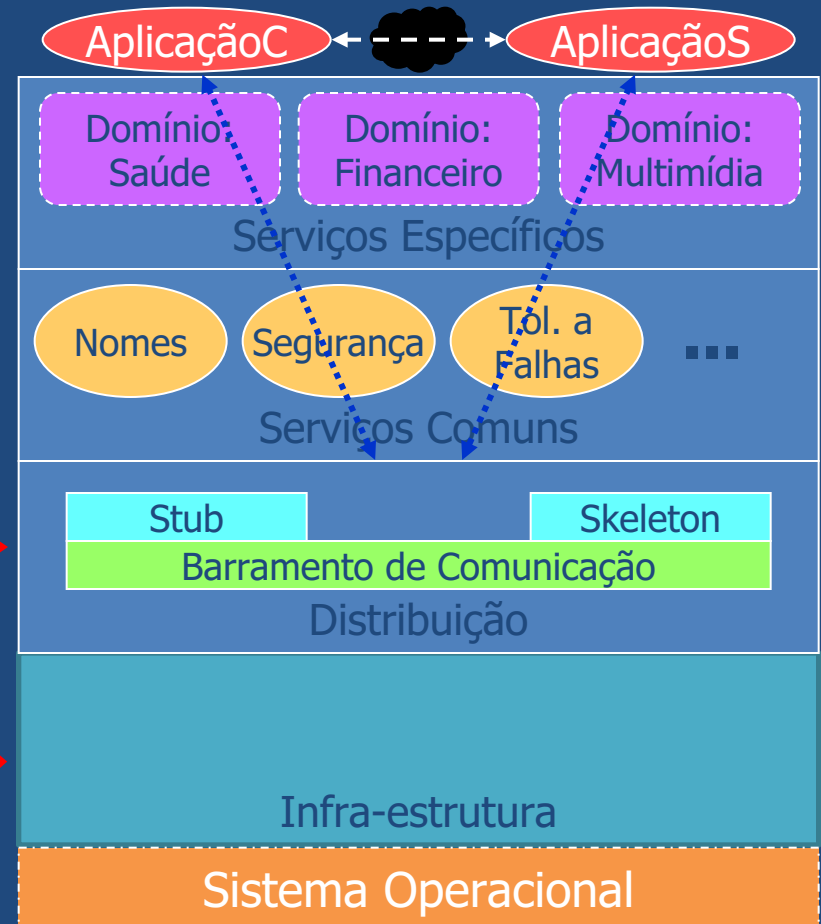 AplicaçãoC
AplicaçãoS
Domínio:
Saúde
Domínio:
Financeiro
Domínio:
Multimídia
Serviços Específicos
Nomes
Segurança
Tol. a
Falhas
...
Serviços Comuns
Stub
Skeleton
Barramento de Comunicação
Distribuição
Infra-estrutura
Sistema Operacional